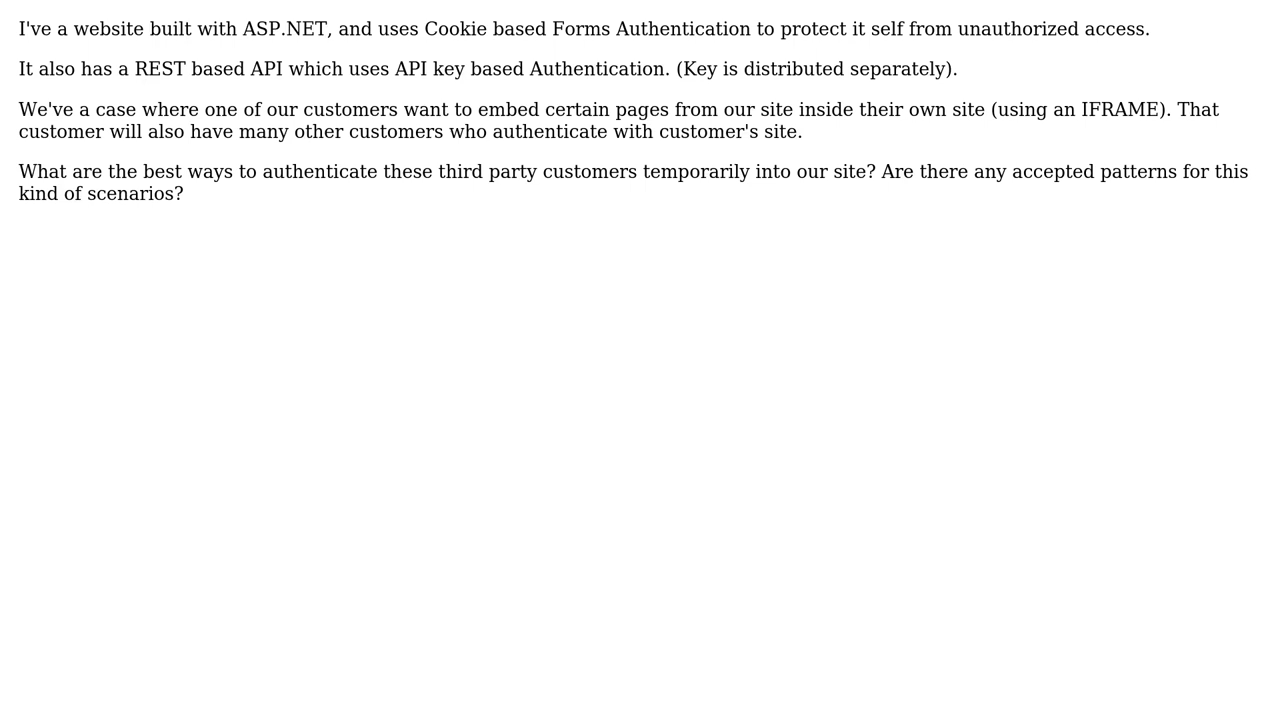 I've a website built with ASP.NET, and uses Cookie based Forms Authentication to protect it self from unauthorized access.
It also has a REST based API which uses API key based Authentication. (Key is distributed separately).
We've a case where one of our customers want to embed certain pages from our site inside their own site (using an IFRAME). That
customer will also have many other customers who authenticate with customer's site.
What are the best ways to authenticate these third party customers temporarily into our site? Are there any accepted patterns for this
kind of scenarios?